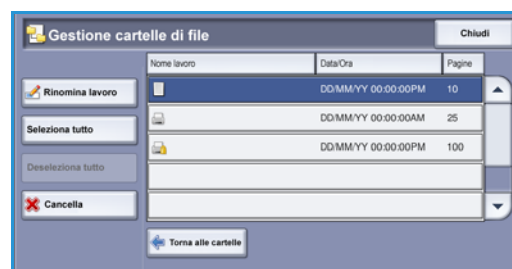 Gestione cartelle di file
Chiudi
Nome lavoro Data/Ora Pagine
Rinomina lavoro
DD/MM/YY 00:00:00PM 10
Seleziona tutto
DD/MM/YY 00:00:00AM 25
DD/MM/YY 00:00:00PM 100
Deseleziona tutto
Cancella
Torna alle cartelle